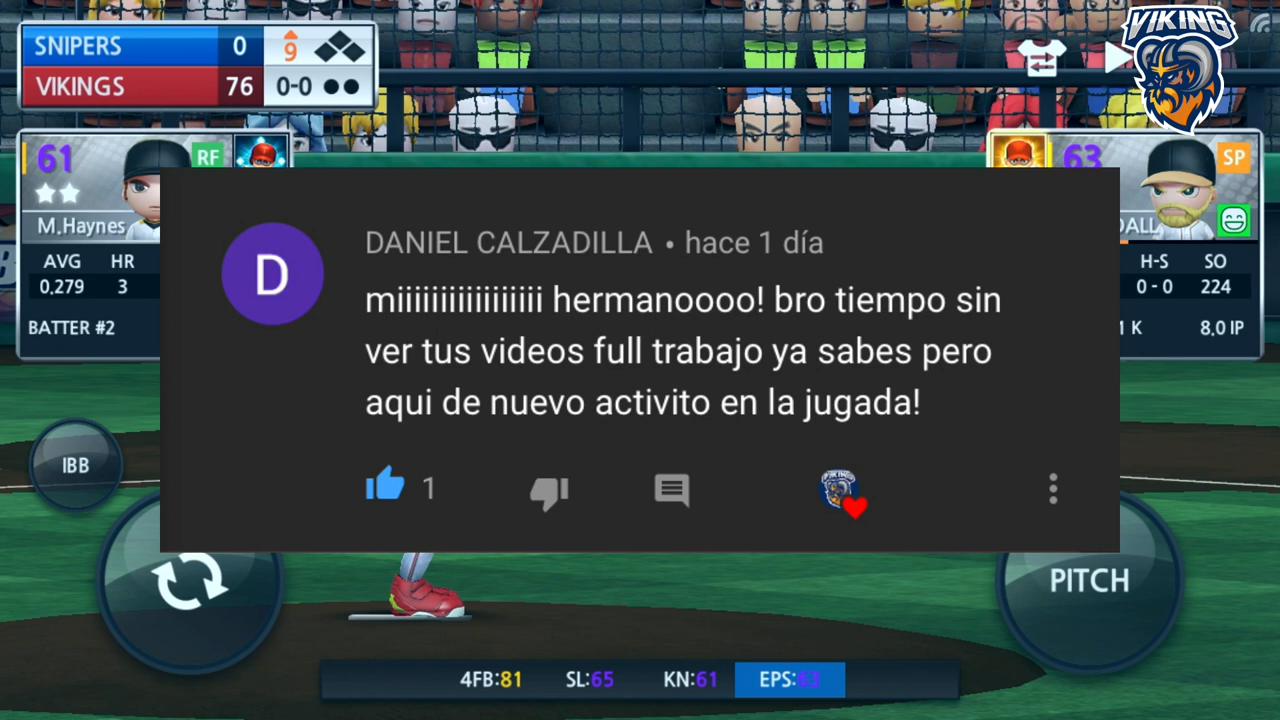 SNIPERS 0 9
VIKINGS 76 0-0
VIKING
61 RF
M.Haynes
AVG HR
0,279 3
BATTER #2
63 SP
H-S SO
0-0 224
K 8,0 IP
DANIEL CALZADILLA • hace 1 día
miiiiiiiiiiiiiiiii hermanoooo! bro tiempo sin
ver tus videos full trabajo ya sabes pero
aqui de nuevo activito en la jugada!
1
IBB
PITCH
4FB:81 SL:65 KN:61 EPS:63